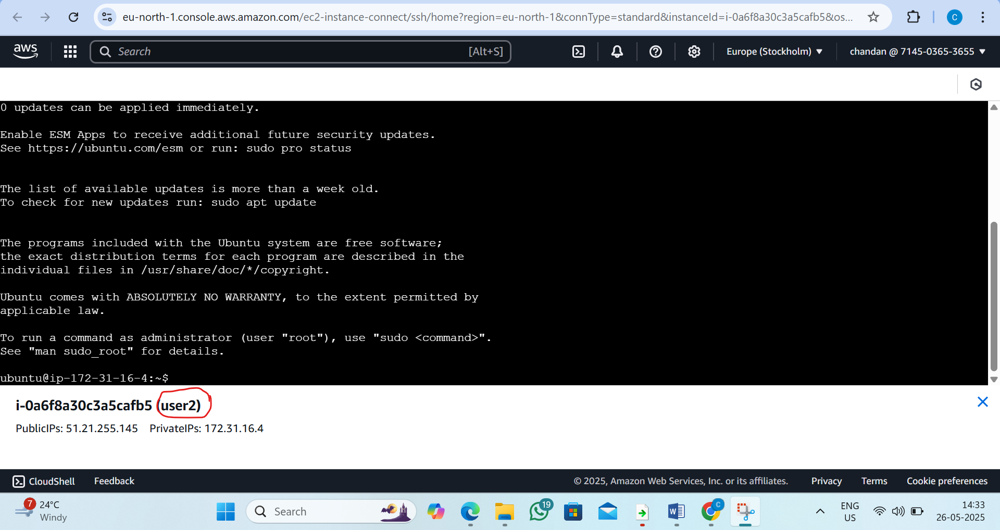 eu-north-1.console.aws.amazon.com/ec2-instance-connect/ssh/home?region=eu-north-1&connType=standard&instanceId=i-0a6f8a30c3a5cafb5&os...
C
aws
Search
[Alt+S]
Europe (Stockholm)
chandan @ 7145-0365-3655
0 updates can be applied immediately.
Enable ESM Apps to receive additional future security updates.
See https://ubuntu.com/esm or run: sudo pro status
The list of available updates is more than a week old.
To check for new updates run: sudo apt update
The programs included with the Ubuntu system are free software;
the exact distribution terms for each program are described in the
individual files in /usr/share/doc/*/copyright.
Ubuntu comes with ABSOLUTELY NO WARRANTY, to the extent permitted by
applicable law.
To run a command as administrator (user "root"), use "sudo <command>".
See "man sudo_root" for details.
ubuntu@ip-172-31-16-4:~$
i-0a6f8a30c3a5cafb5 (user2)
PublicIPs: 51.21.255.145 PrivateIPs: 172.31.16.4
CloudShell Feedback
© 2025, Amazon Web Services, Inc. or its affiliates. Privacy Terms Cookie preferences
7
24°C
Windy
Search
19
W
C
ENG
US
14:33
26-05-2025